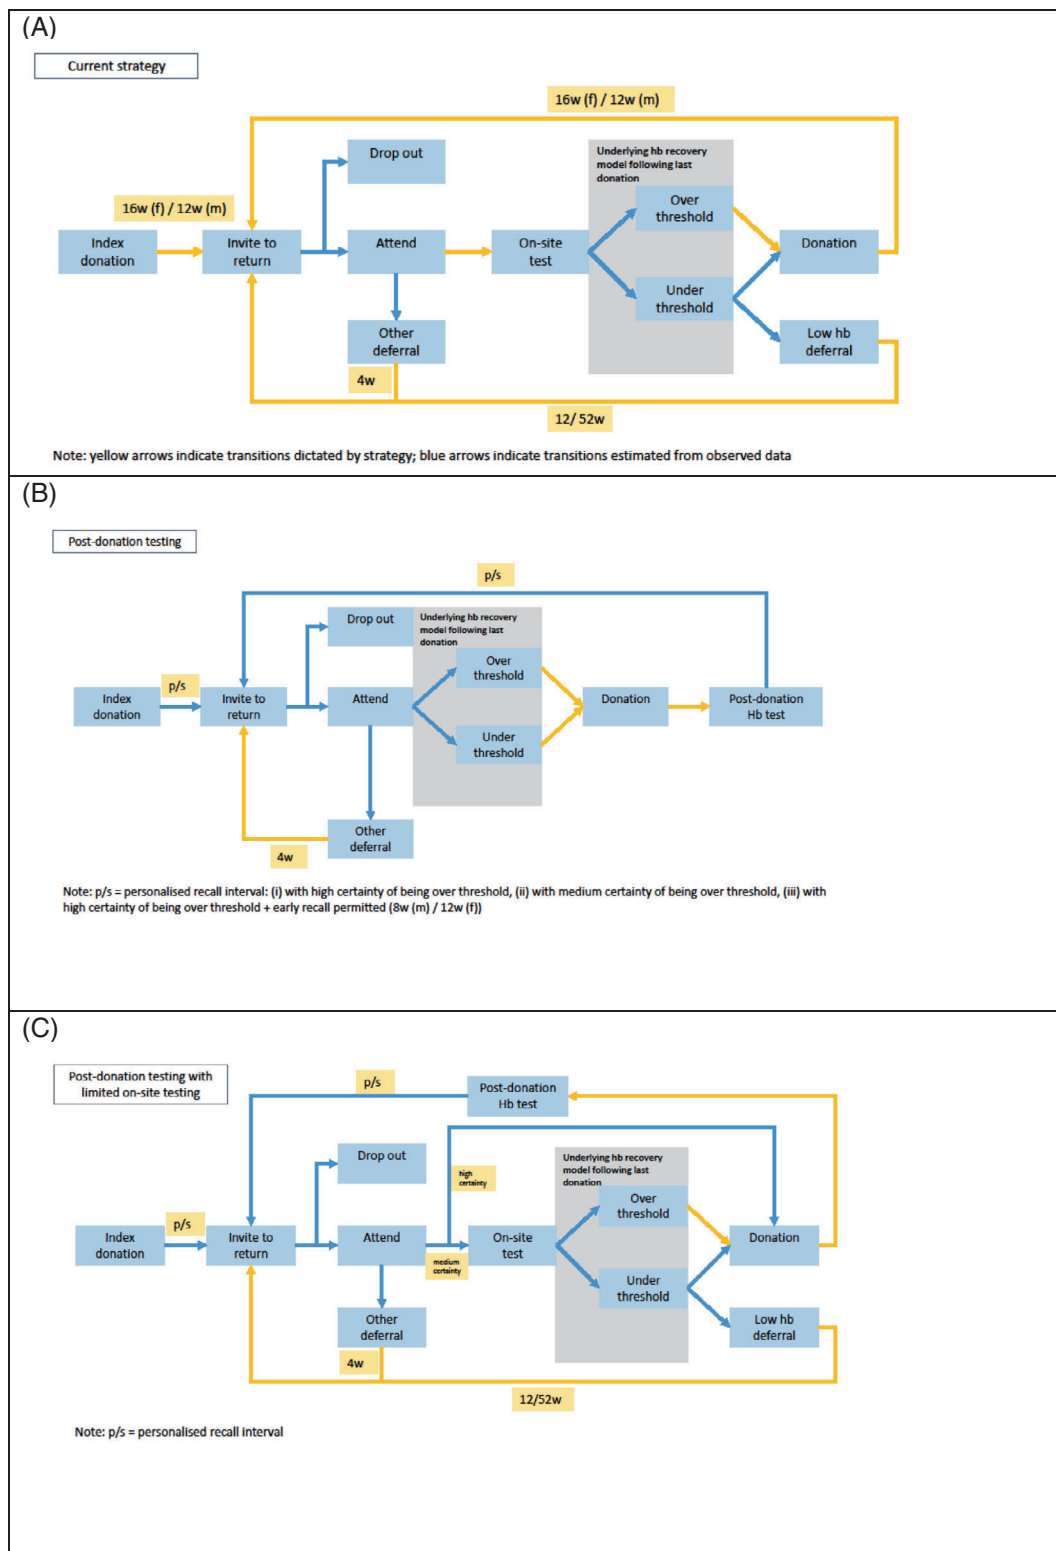 (A)
Current strategy
16w (f) / 12w (m)
Drop out
Underlying hb recovery
model following last
donation
16w (f) / 12w (m)
Over
threshold
Index
donation
Invite to
return
Attend
On-site
test
Donation
Under
threshold
Other
deferral
Low hb
deferral
4w
12/ 52w
Note: yellow arrows indicate transitions dictated by strategy; blue arrows indicate transitions estimated from observed data
(B)
Post-donation testing
p/s
Drop out
Underlying hb recovery
model following last
donation
Over
threshold
p/s
Index
donation
Invite to
return
Attend
Donation
Post-donation
Hb test
Under
threshold
Other
deferral
4w
Note: p/s = personalised recall interval: (i) with high certainty of being over threshold, (ii) with medium certainty of being over threshold, (iii) with
high certainty of being over threshold + early recall permitted (8w (m) / 12w (f))
(C)
Post-donation testing with
limited on-site testing
p/s
Post-donation
Hb test
Drop out
Underlying hb recovery
model following last
donation
high
certainty
Over
threshold
p/s
Index
donation
Invite to
return
Attend
On-site
test
Donation
medium
certainty
Under
threshold
Other
deferral
Low hb
deferral
4w
12/52w
Note: p/s = personalised recall interval